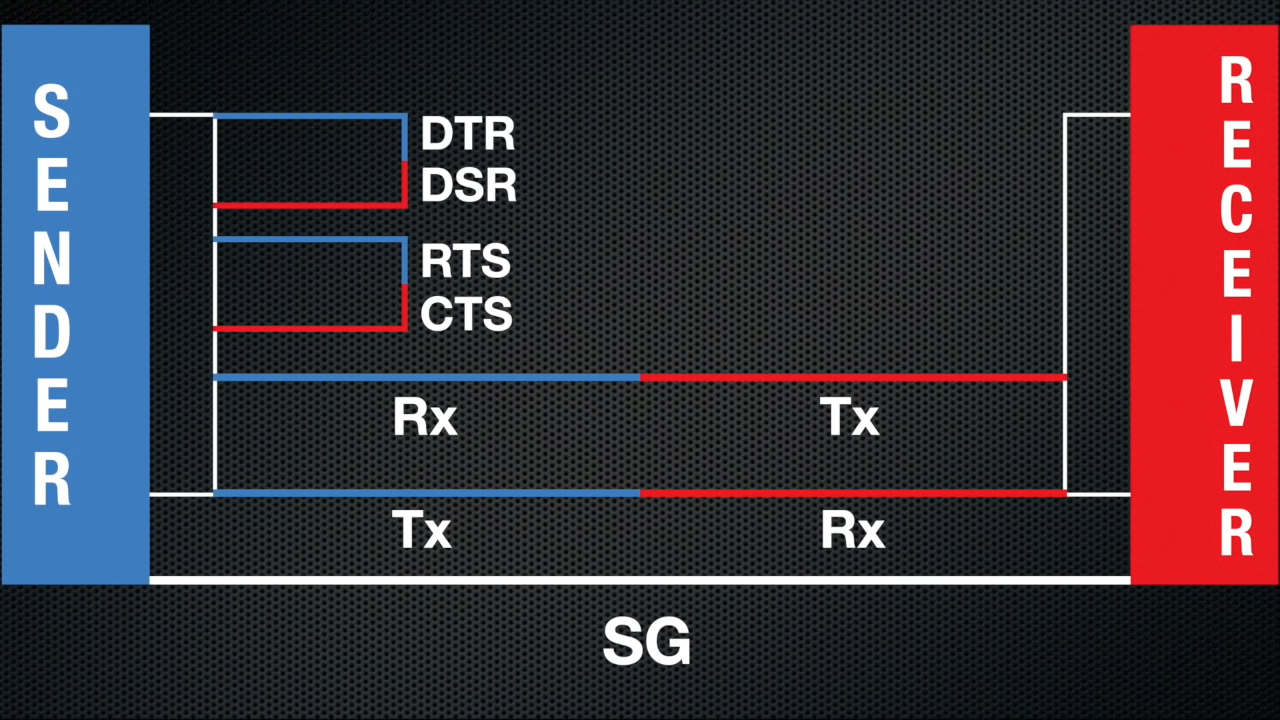 SENDER
DTR
DSR
RTS
CTS
Rx
Tx
Tx
Rx
SG
RECEIVER